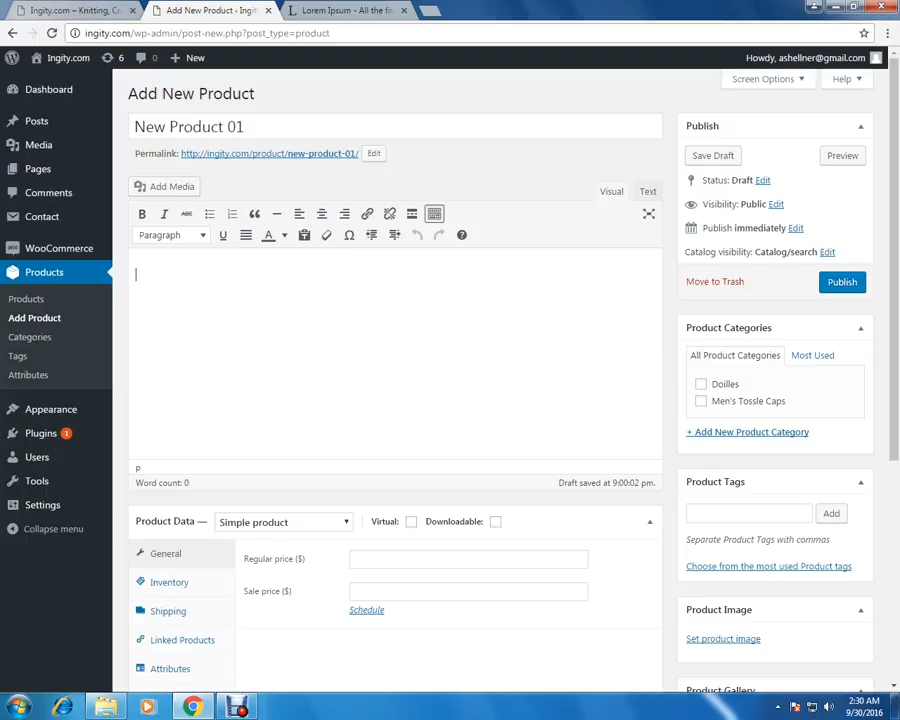 Ingity.com – Knitting, Cr
Add New Product ‹ Ingity
Lorem Ipsum - All the fa
ingity.com/wp-admin/post-new.php?post_type=product
Ingity.com
6
0
New
Howdy, ashellner@gmail.com
Screen Options
Help
Dashboard
Posts
Media
Pages
Comments
Contact
WooCommerce
Products
Products
Add Product
Categories
Tags
Attributes
Appearance
Plugins 1
Users
Tools
Settings
Collapse menu
Add New Product
New Product 01
Permalink: http://ingity.com/product/new-product-01/ Edit
Add Media
Visual
Text
B I ABC
Paragraph
p
Word count: 0
Draft saved at 9:00:02 pm.
Product Data — Simple product
Virtual:
Downloadable:
General
Inventory
Shipping
Linked Products
Attributes
Regular price ($)
Sale price ($)
Schedule
Publish
Save Draft
Preview
Status: Draft Edit
Visibility: Public Edit
Publish immediately Edit
Catalog visibility: Catalog/search Edit
Move to Trash
Publish
Product Categories
All Product Categories
Most Used
Doilles
Men's Tossle Caps
+ Add New Product Category
Product Tags
Add
Separate Product Tags with commas
Choose from the most used Product tags
Product Image
Set product image
Product Gallery
2:30 AM
9/30/2016